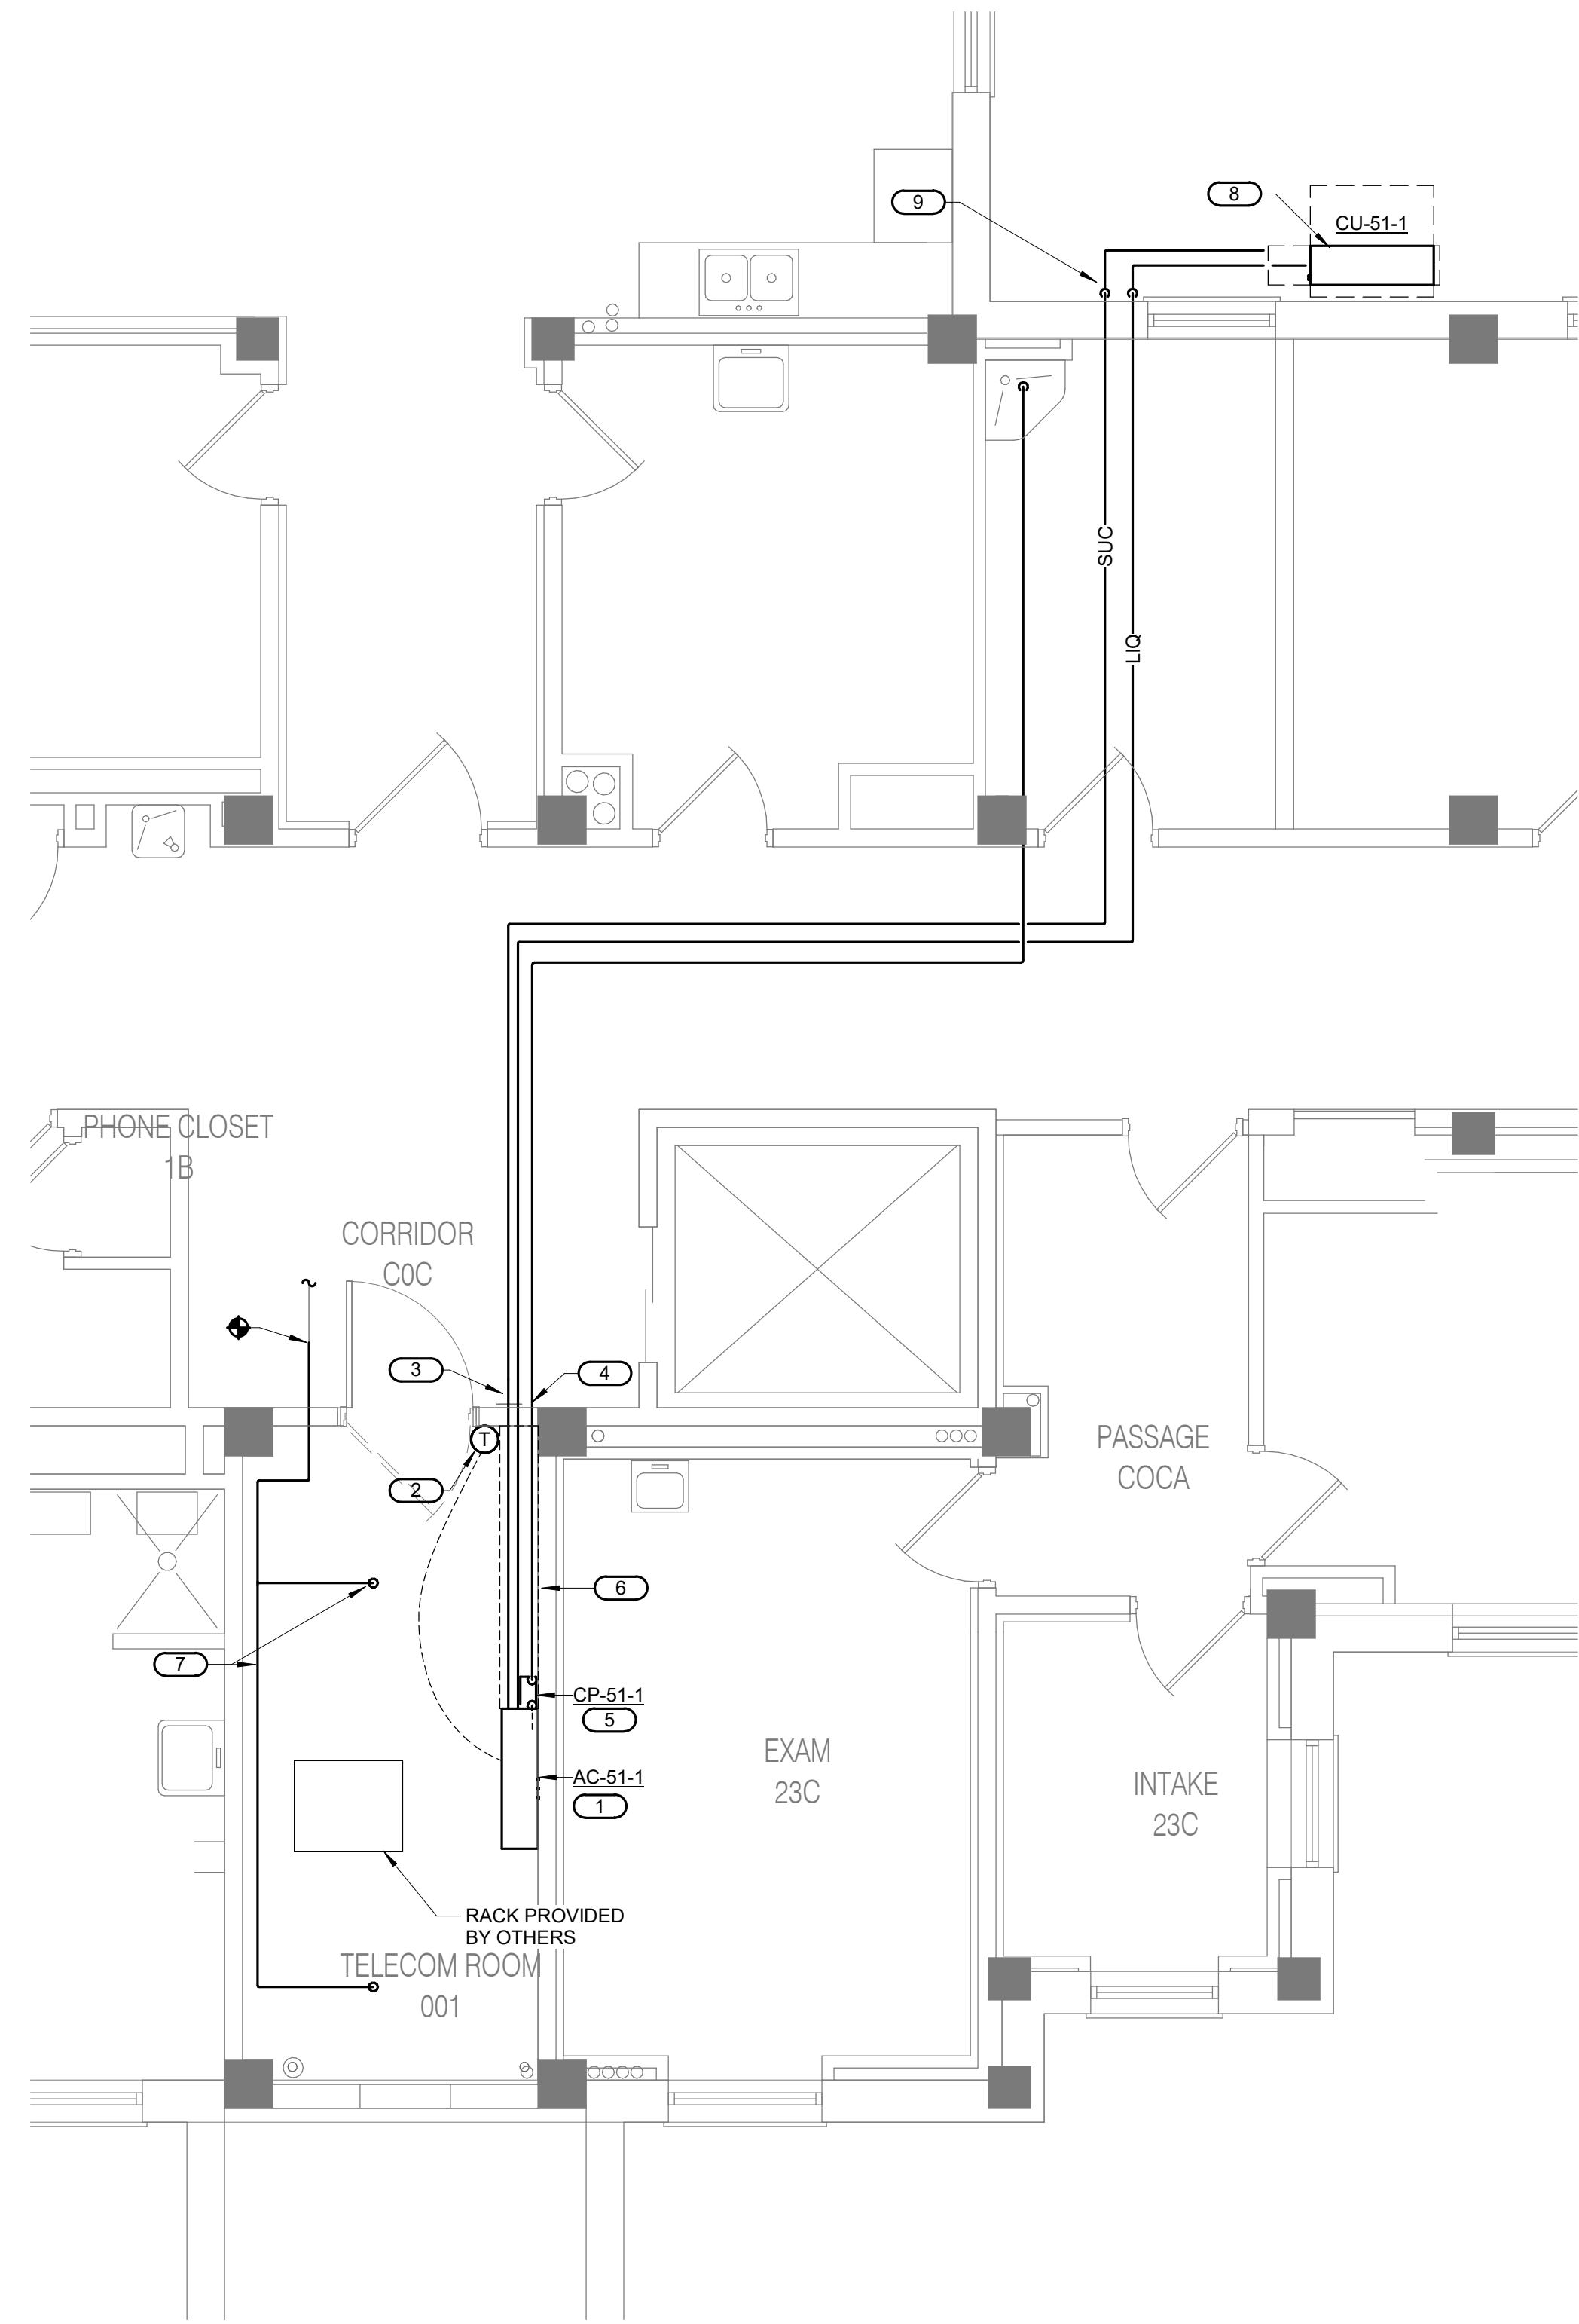 9
8
CU-51-1
SUC
LIQ
PHONE CLOSET
1B
CORRIDOR
C0C
3
4
T
2
PASSAGE
COCA
6
7
CP-51-1
5
AC-51-1
1
EXAM
23C
INTAKE
23C
RACK PROVIDED
BY OTHERS
TELECOM ROOM
001